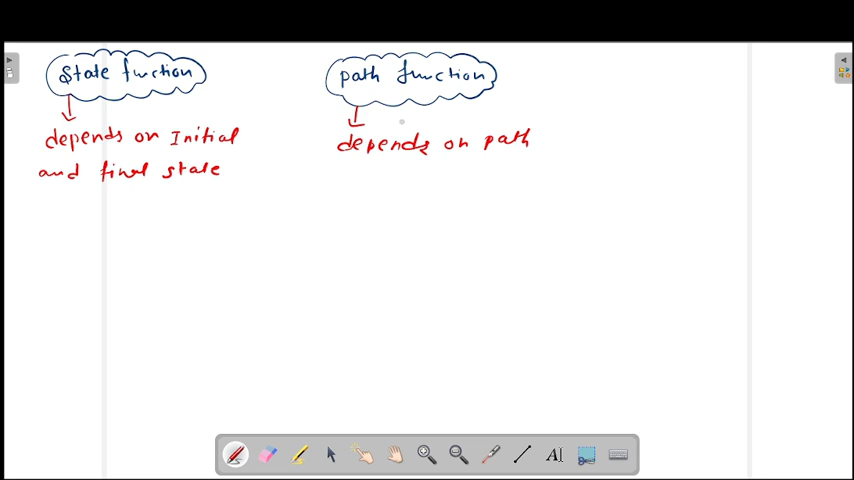 State function
path function
depends on Initial
and final state
depends on path